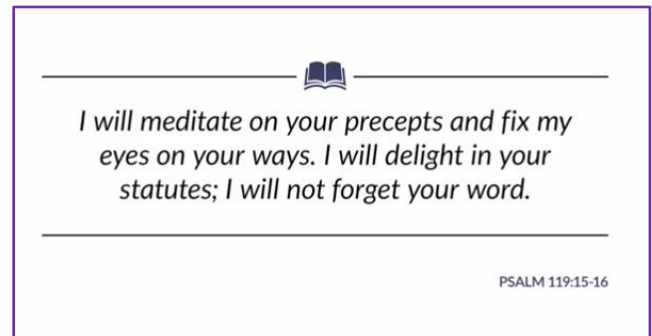 I will meditate on your precepts and fix my
eyes on your ways. I will delight in your
statutes; I will not forget your word.
PSALM 119:15-16